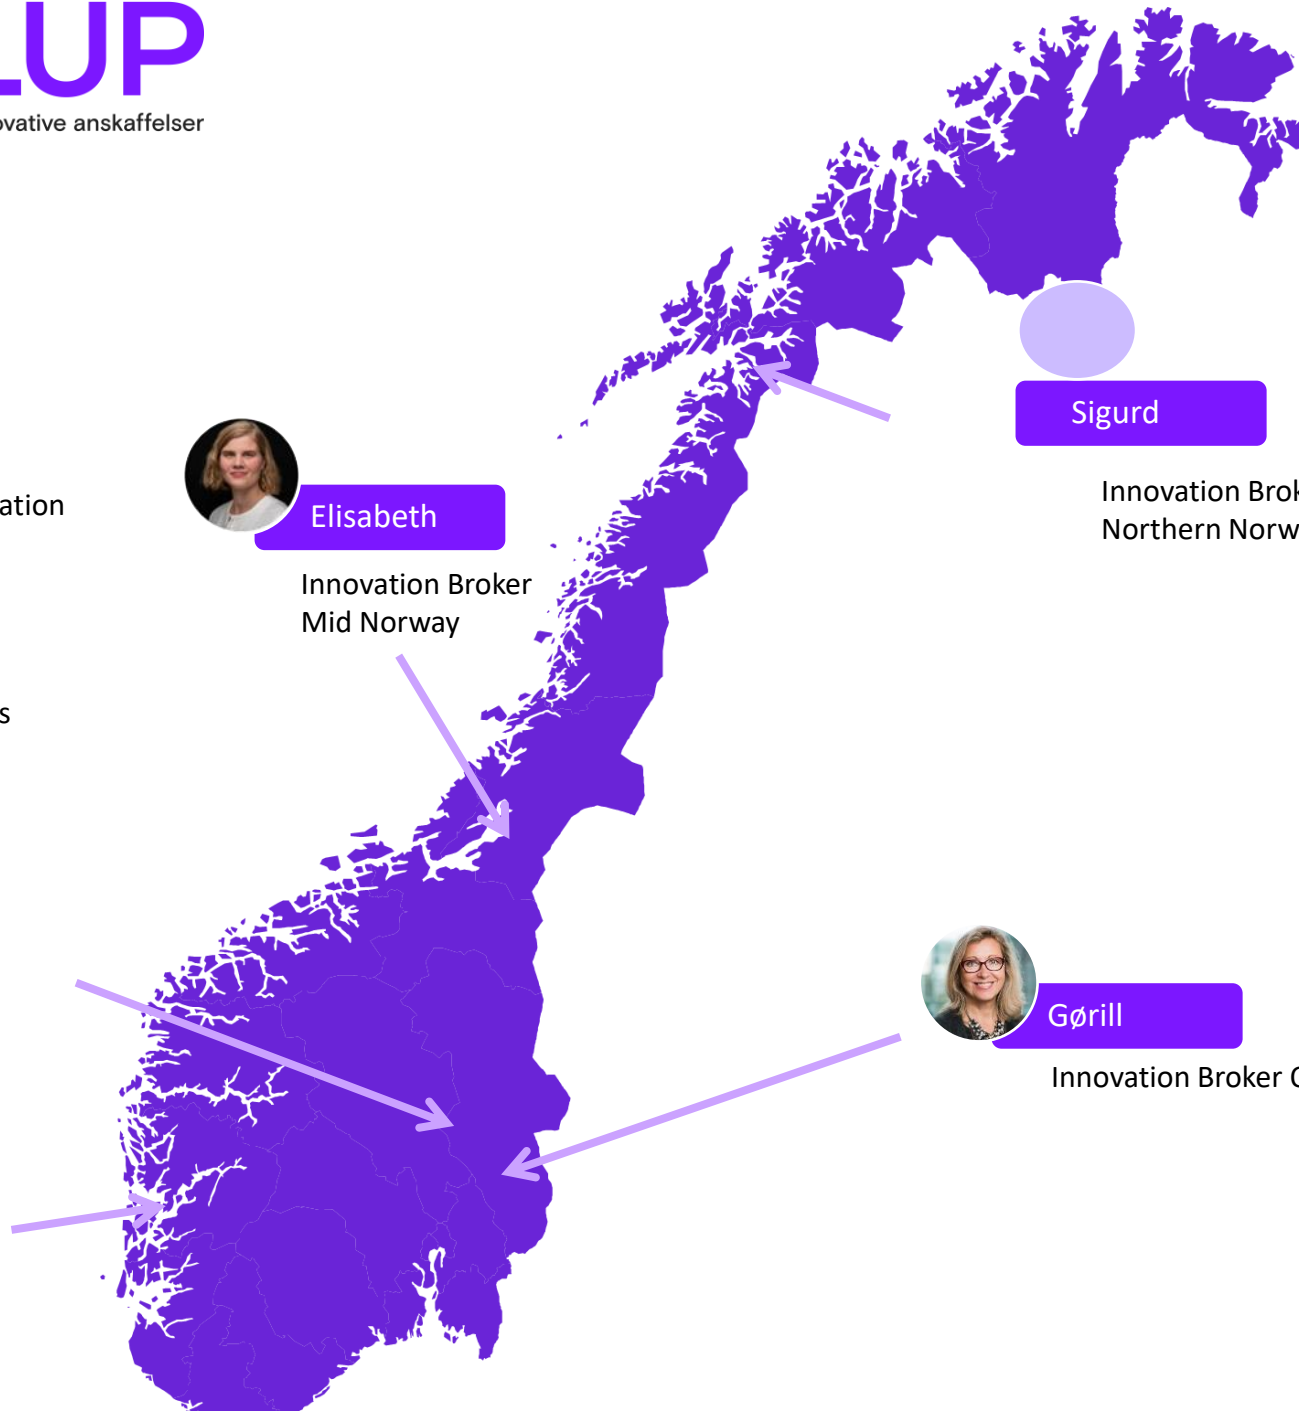 LUP
ovative anskaffelser
Sigurd
Innovation Brok
Northern Norw
ation
Elisabeth
Innovation Broker
Mid Norway
s
Gørill
Innovation Broker